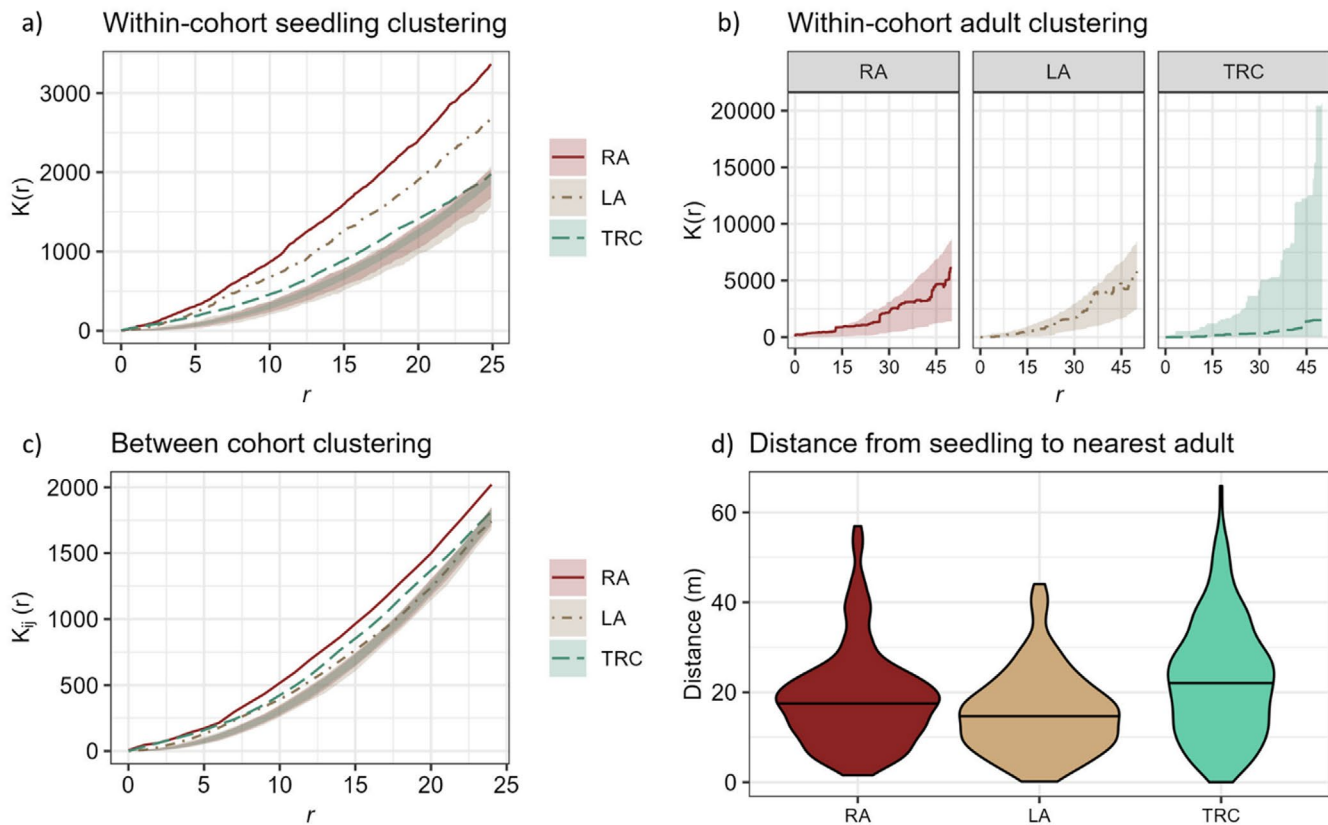 a) Within-cohort seedling clustering
K(r)
3000
2000
1000
0
0 5 10 15 20 25
r
RA
LA
TRC
b) Within-cohort adult clustering
RA LA TRC
K(r)
20000
15000
10000
5000
0
0 15 30 45 0 15 30 45 0 15 30 45
r
c) Between cohort clustering
Kij (r)
2000
1500
1000
500
0
0 5 10 15 20 25
r
RA
LA
TRC
d) Distance from seedling to nearest adult
Distance (m)
60
40
20
0
RA LA TRC